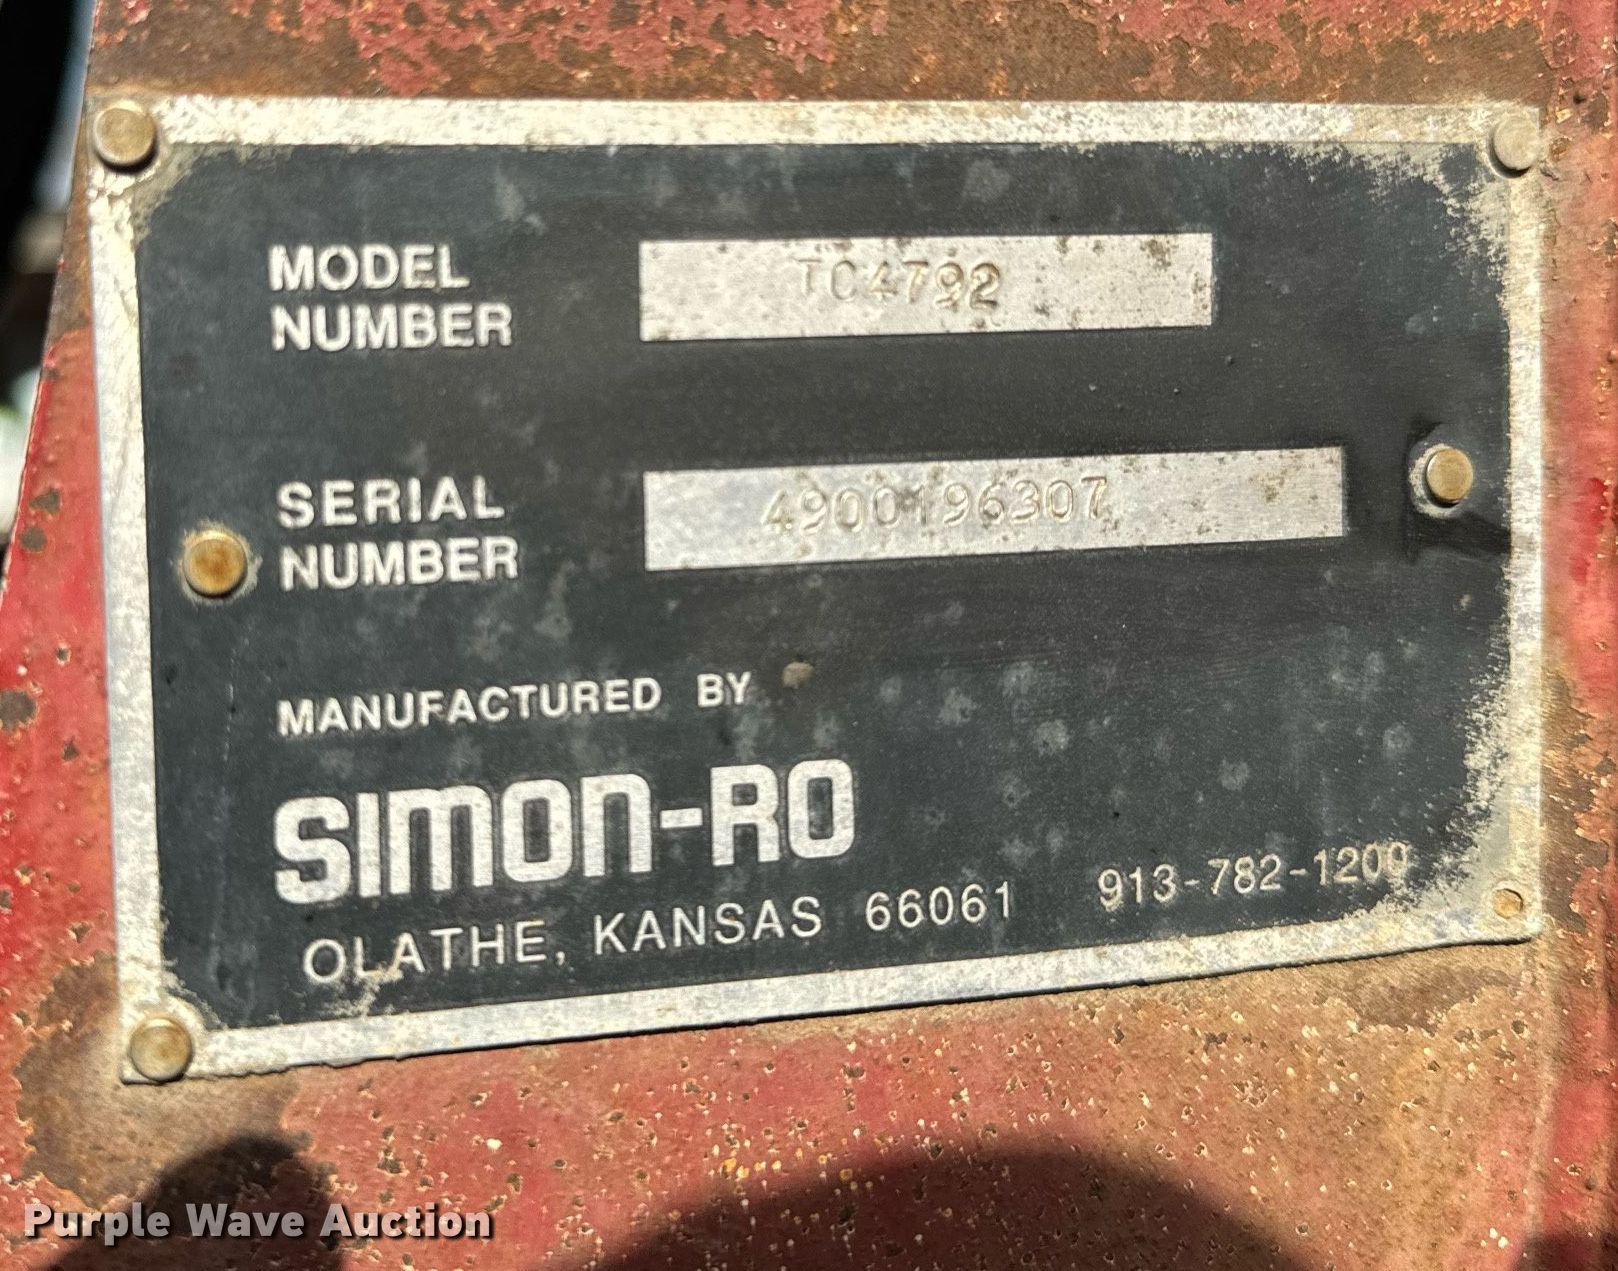 MODEL
NUMBER
TC4792
SERIAL
NUMBER
4900196307
MANUFACTURED BY
SIMON-RO
OLATHE, KANSAS 66061 913-782-1200
Purple Wave Auction